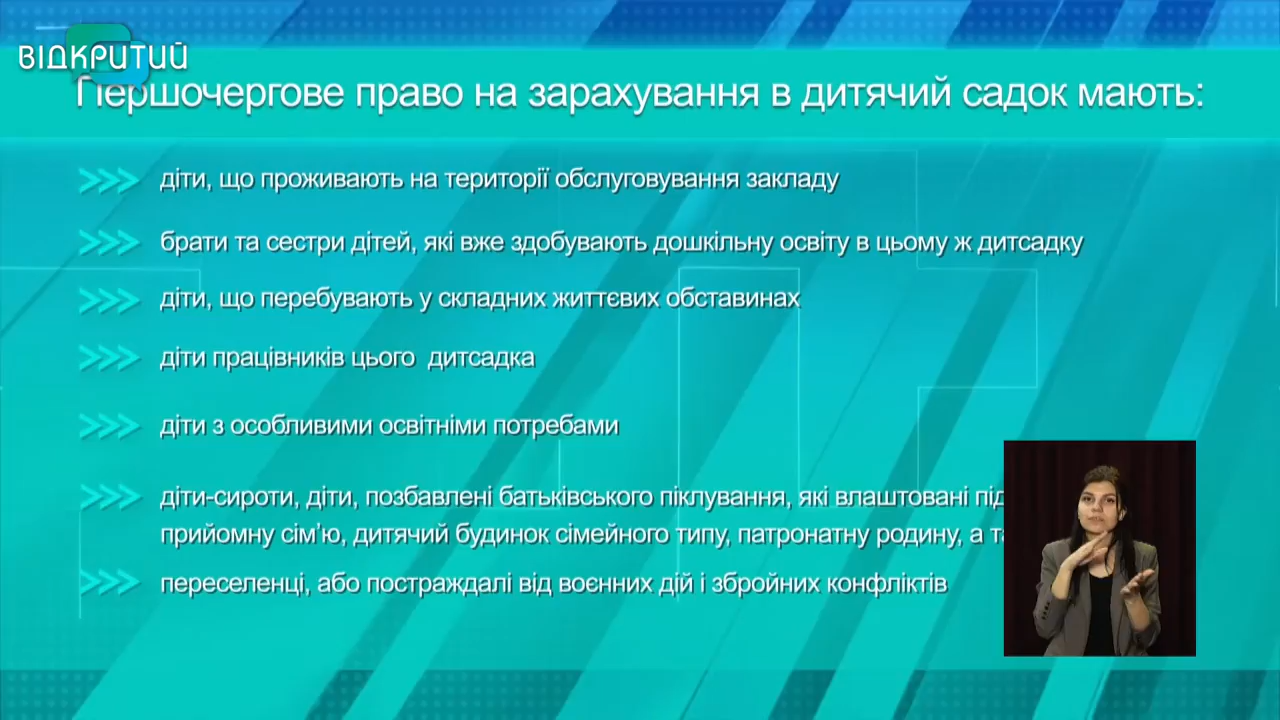 ВІДКРИТИЙ
Першочергове право на зарахування в дитячий садок мають:
діти, що проживають на території обслуговування закладу
брати та сестри дітей, які вже здобувають дошкільну освіту в цьому ж дитсадку
діти, що перебувають у складних життєвих обставинах
діти працівників цього дитсадка
діти з особливими освітніми потребами
діти-сироти, діти, позбавлені батьківського піклування, які влаштовані
прийомну сім’ю, дитячий будинок сімейного типу, патронатну родину, а
переселенці, або постраждалі від воєнних дій і збройних конфліктів